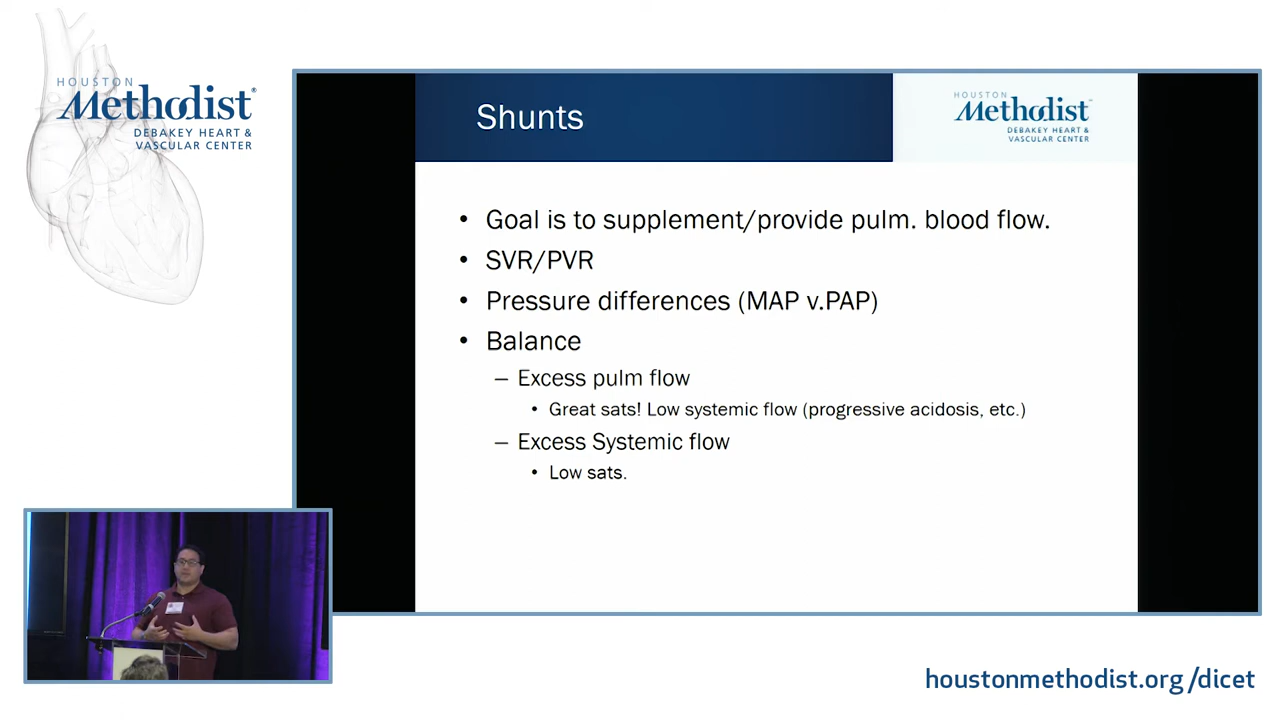 HOUSTON
Methodist®
DEBAKEY HEART &
VASCULAR CENTER
Shunts
HOUSTON
Methodist
DEBAKEY HEART &
VASCULAR CENTER
• Goal is to supplement/provide pulm. blood flow.
• SVR/PVR
• Pressure differences (MAP v.PAP)
• Balance
– Excess pulm flow
• Great sats! Low systemic flow (progressive acidosis, etc.)
– Excess Systemic flow
• Low sats.
houstonmethodist.org/dicet